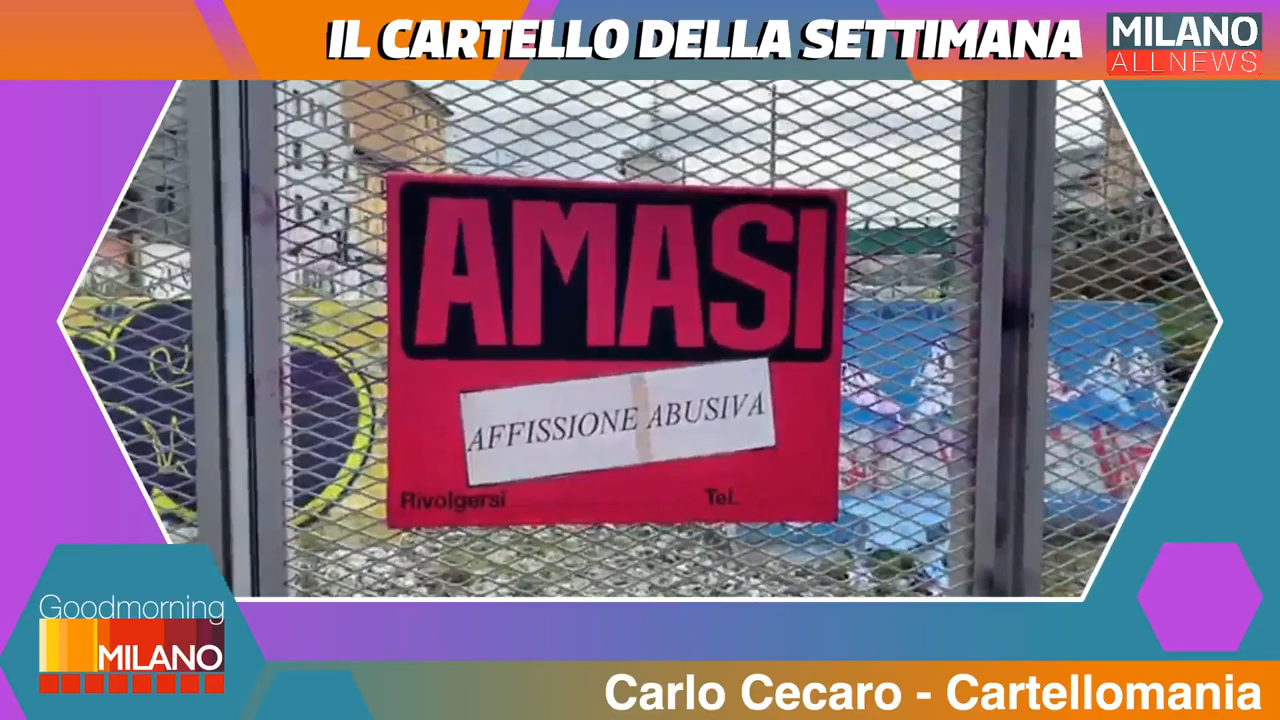 IL CARTELLO DELLA SETTIMANA
MILANO
ALLNEWS
AMASI
AFFISSIONE ABUSIVA
Rivolgersi Tel.
Goodmorning
MILANO
Carlo Cecaro - Cartellomania